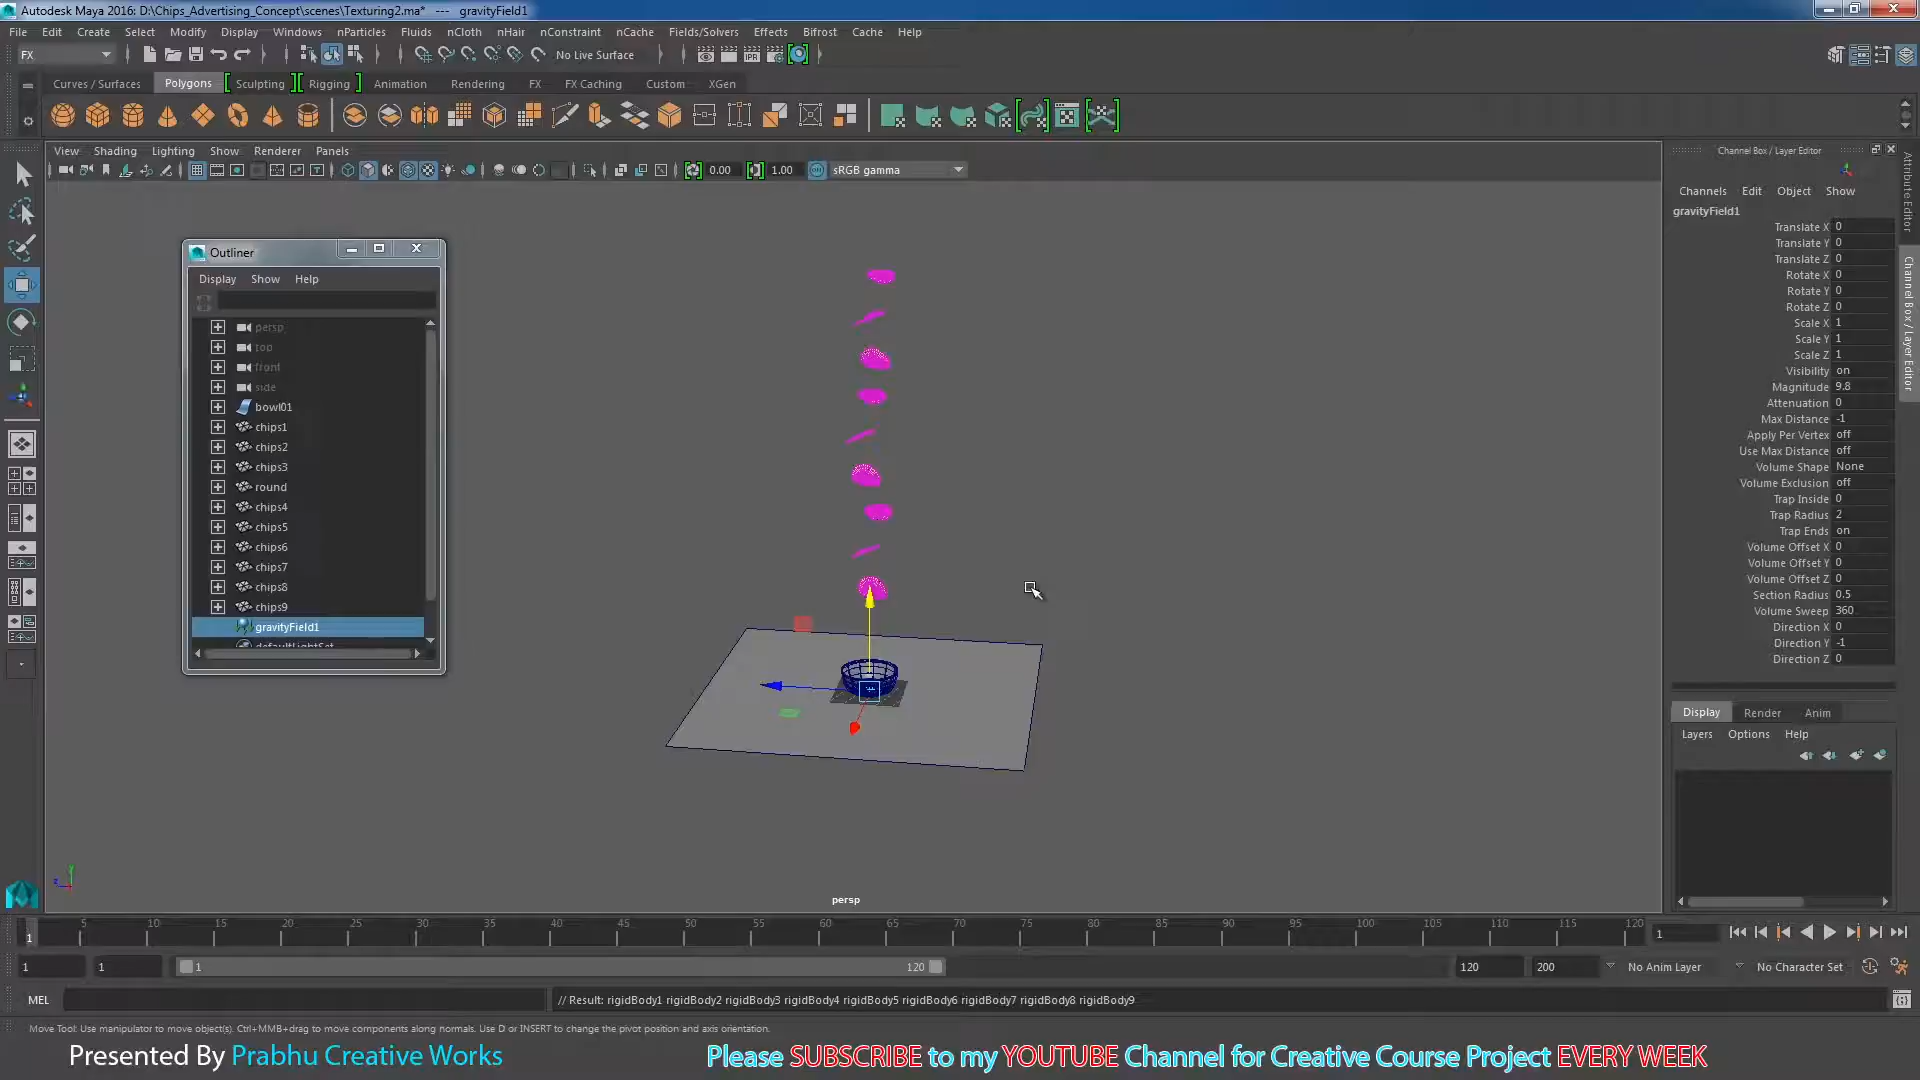 Autodesk Maya 2016: D:\Chips_Advertising_Concept\scenes\Texturing2.ma* --- gravityField1
File Edit Create Select Modify Display Windows nParticles Fluids nCloth nHair nConstraint nCache Fields/Solvers Effects Bifrost Cache Help
FX No Live Surface
Curves / Surfaces Polygons Sculpting Rigging Animation Rendering FX FX Caching Custom XGen
View Shading Lighting Show Renderer Panels
0.00 1.00 sRGB gamma
Outliner
Display Show Help
persp
top
front
side
bowl01
chips1
chips2
chips3
round
chips4
chips5
chips6
chips7
chips8
chips9
gravityField1
defaultLightSet
Channel Box / Layer Editor
Channels Edit Object Show
gravityField1
Translate X 0
Translate Y 0
Translate Z 0
Rotate X 0
Rotate Y 0
Rotate Z 0
Scale X 1
Scale Y 1
Scale Z 1
Visibility on
Magnitude 9.8
Attenuation 0
Max Distance -1
Apply Per Vertex off
Use Max Distance off
Volume Shape None
Volume Exclusion off
Trap Inside 0
Trap Radius 2
Trap Ends on
Volume Offset X 0
Volume Offset Y 0
Volume Offset Z 0
Section Radius 0.5
Volume Sweep 360
Direction X 0
Direction Y -1
Direction Z 0
Display Render Anim
Layers Options Help
Attribute Editor
Channel Box / Layer Editor
y
z
persp
5 10 15 20 25 30 35 40 45 50 55 60 65 70 75 80 85 90 95 100 105 110 115 120
1 1
1 1 1 120 120 200 No Anim Layer No Character Set
MEL // Result: rigidBody1 rigidBody2 rigidBody3 rigidBody4 rigidBody5 rigidBody6 rigidBody7 rigidBody8 rigidBody9
Move Tool: Use manipulator to move object(s). Ctrl+MMB+drag to move components along normals. Use D or INSERT to change the pivot position and axis orientation.
Presented By Prabhu Creative Works Please SUBSCRIBE to my YOUTUBE Channel for Creative Course Project EVERY WEEK